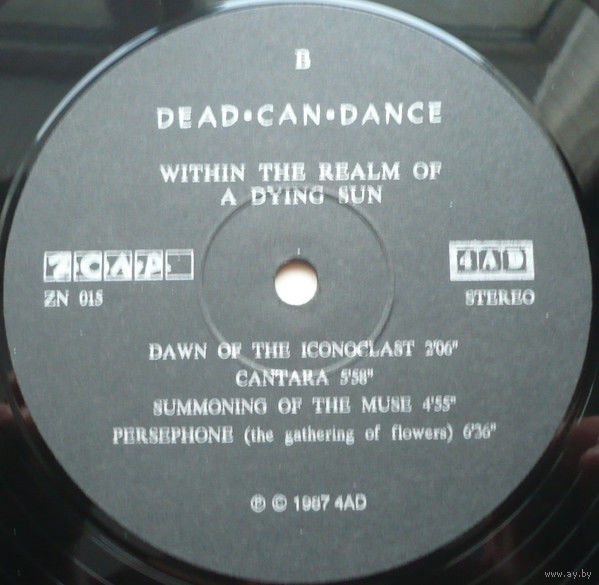 B
DEAD•CAN•DANCE
WITHIN THE REALM OF
A DYING SUN
4AD
ZN 015
STEREO
DAWN OF THE ICONOCLAST 2'06"
CANTARA 5'58"
SUMMONING OF THE MUSE 4'55"
PERSEPHONE (the gathering of flowers) 6'36"
℗ © 1987 4AD
www.ay.by